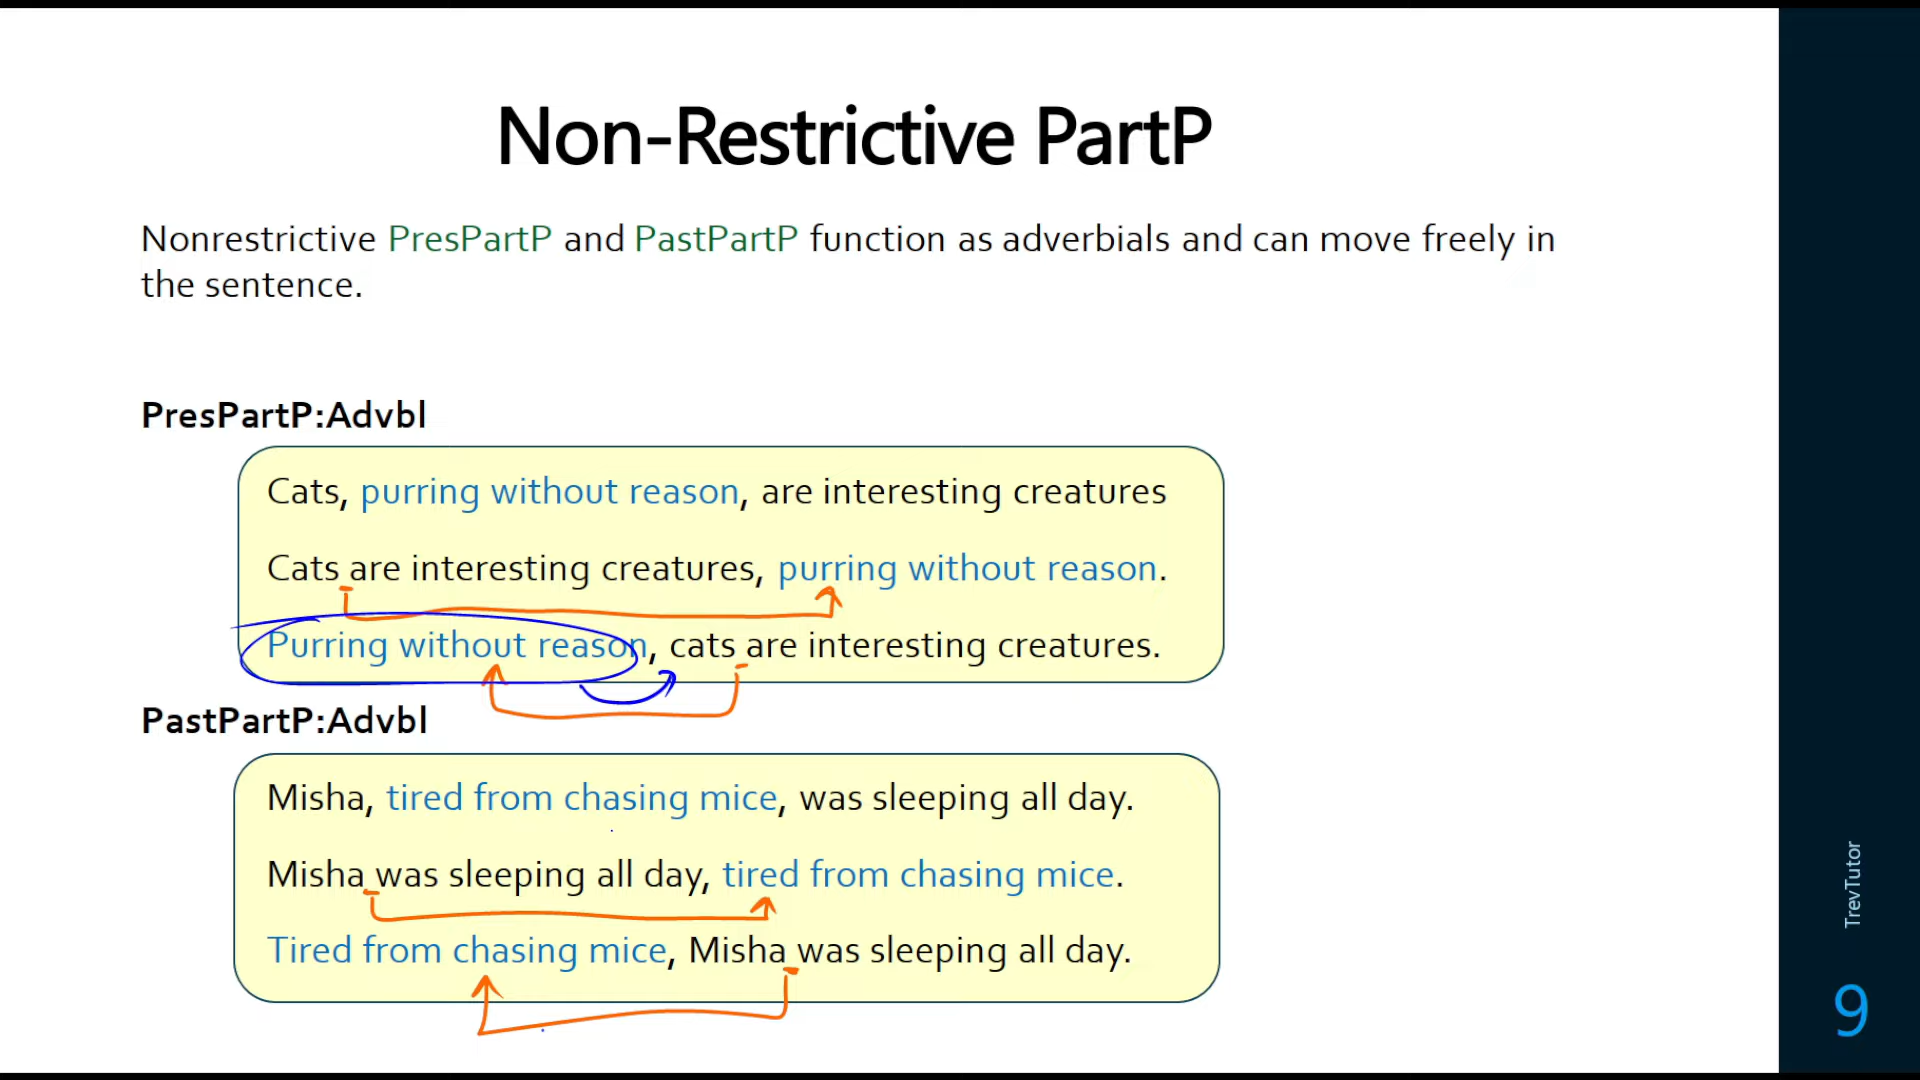 Non-Restrictive PartP
Nonrestrictive PresPartP and PastPartP function as adverbials and can move freely in
the sentence.
PresPartP:Advbl
Cats, purring without reason, are interesting creatures
Cats are interesting creatures, purring without reason.
Purring without reason, cats are interesting creatures.
PastPartP:Advbl
Misha, tired from chasing mice, was sleeping all day.
Misha was sleeping all day, tired from chasing mice.
Tired from chasing mice, Misha was sleeping all day.
TrevTutor
9